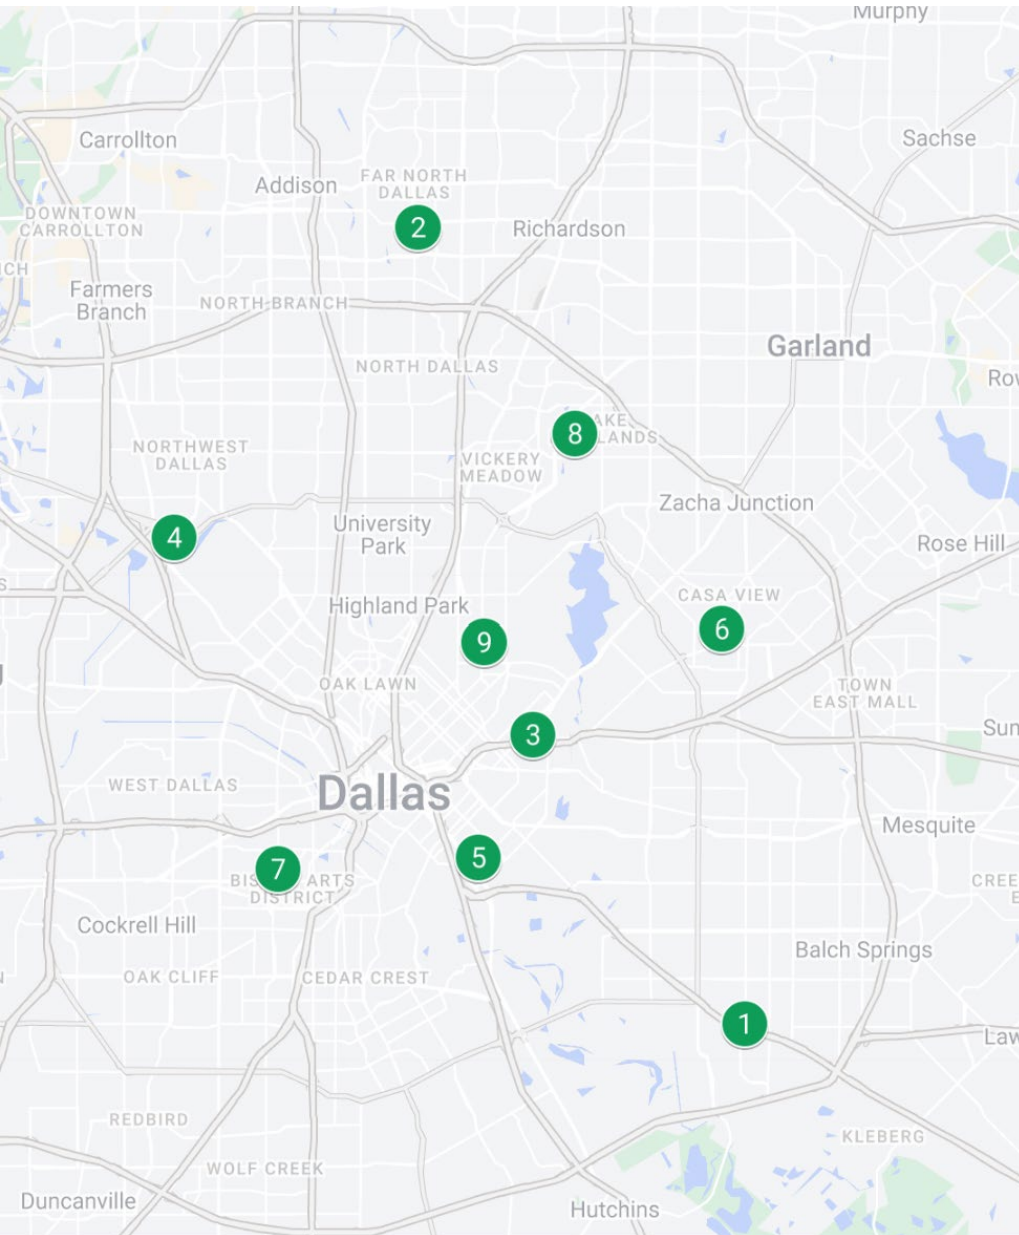 Murphy
Carrollton
Sachse
Addison
FAR NORTH
DALLAS
DOWNTOWN
CARROLLTON
2
Richardson
Farmers
Branch
NORTH BRANCH
Garland
NORTH DALLAS
8
NORTHWEST
DALLAS
VICKERY
MEADOW
Zacha Junction
University
Park
4
Rose Hill
CASA VIEW
Highland Park
6
9
OAK LAWN
TOWN
EAST MALL
3
WEST DALLAS
Dallas
Mesquite
5
7
ARTS
DISTRICT
Cockrell Hill
Balch Springs
OAK CLIFF
CEDAR CREST
1
REDBIRD
KLEBERG
WOLF CREEK
Duncanville
Hutchins